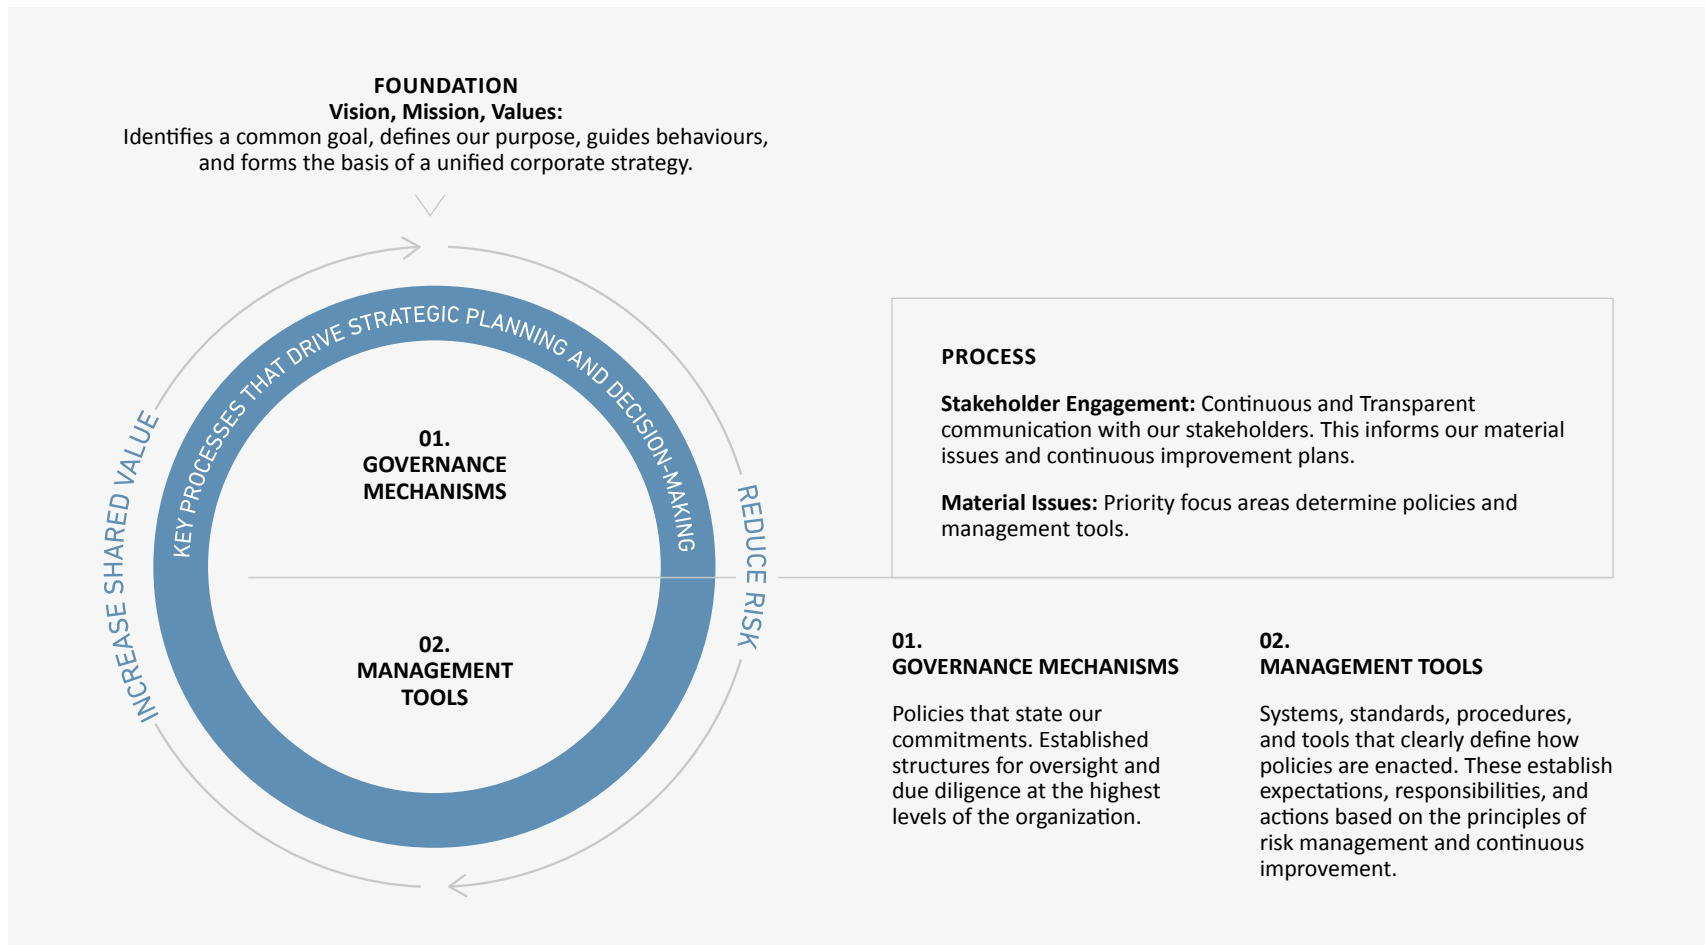 FOUNDATION
Vision, Mission, Values:
Identifies a common goal, defines our purpose, guides behaviours,
and forms the basis of a unified corporate strategy.
KEY PROCESSES THAT DRIVE STRATEGIC PLANNING AND DECISION-MAKING
INCREASE SHARED VALUE
REDUCE RISK
01.
GOVERNANCE
MECHANISMS
02.
MANAGEMENT
TOOLS
PROCESS
Stakeholder Engagement: Continuous and Transparent
communication with our stakeholders. This informs our material
issues and continuous improvement plans.
Material Issues: Priority focus areas determine policies and
management tools.
01.
GOVERNANCE MECHANISMS
Policies that state our
commitments. Established
structures for oversight and
due diligence at the highest
levels of the organization.
02.
MANAGEMENT TOOLS
Systems, standards, procedures,
and tools that clearly define how
policies are enacted. These establish
expectations, responsibilities, and
actions based on the principles of
risk management and continuous
improvement.